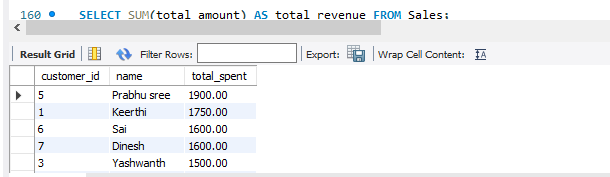 160 SELECT SUM(total_amount) AS total_revenue FROM Sales;
Result Grid Filter Rows: Export: Wrap Cell Content: IA
customer_id name total_spent
5 Prabhu sree 1900.00
1 Keerthi 1750.00
6 Sai 1600.00
7 Dinesh 1600.00
3 Yashwanth 1500.00